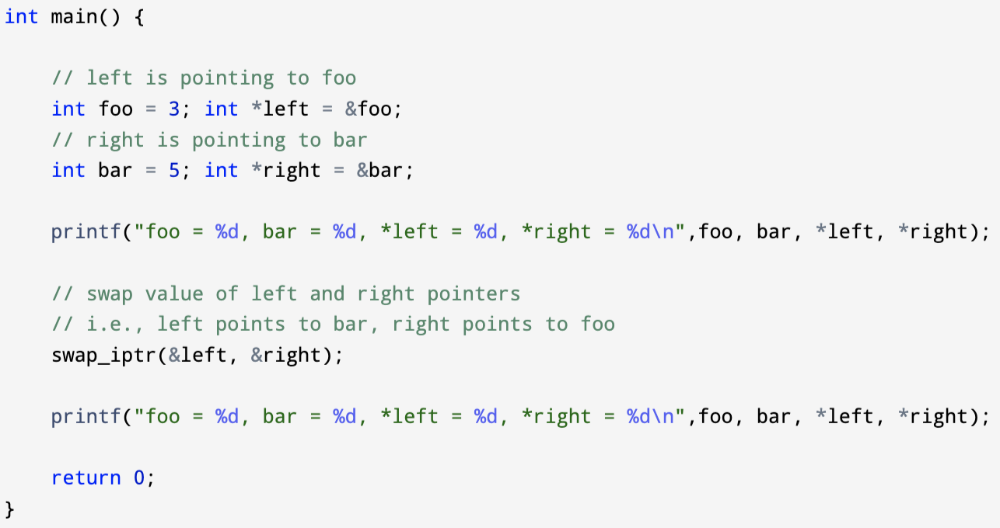 int main() {
// left is pointing to foo
int foo = 3; int *left = &foo;
// right is pointing to bar
int bar = 5; int *right = &bar;
printf("foo = %d, bar = %d, *left = %d, *right = %d\n",foo, bar, *left, *right);
// swap value of left and right pointers
// i.e., left points to bar, right points to foo
swap_iptr(&left, &right);
printf("foo = %d, bar = %d, *left = %d, *right = %d\n",foo, bar, *left, *right);
return 0;
}